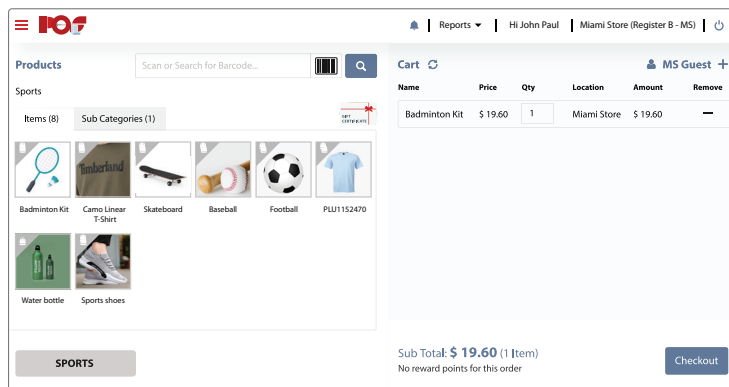 POS
Reports
Hi John Paul
Miami Store (Register B - MS)
Products
Scan or Search for Barcode...
Sports
Items (8)
Sub Categories (1)
GIFT
CERTIFICATE
Timberland
Badminton Kit
Camo Linear
T-Shirt
Skateboard
Baseball
Football
PLU1152470
Water bottle
Sports shoes
SPORTS
Cart
MS Guest
Name Price Qty Location Amount Remove
Badminton Kit $ 19.60 1 Miami Store $ 19.60
Sub Total: $ 19.60 (1 Item)
No reward points for this order
Checkout